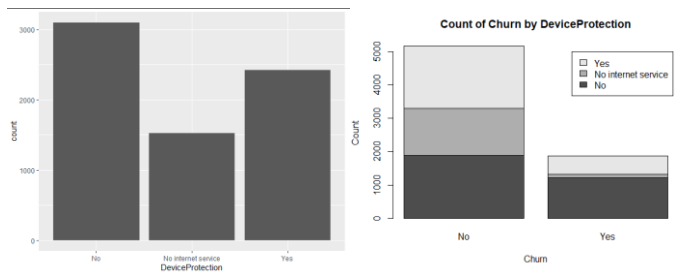 3000
2000
1000
0
count
No
No internet service
Yes
DeviceProtection
Count of Churn by DeviceProtection
5000
4000
3000
2000
1000
0
Count
Yes
No internet service
No
No
Yes
Churn